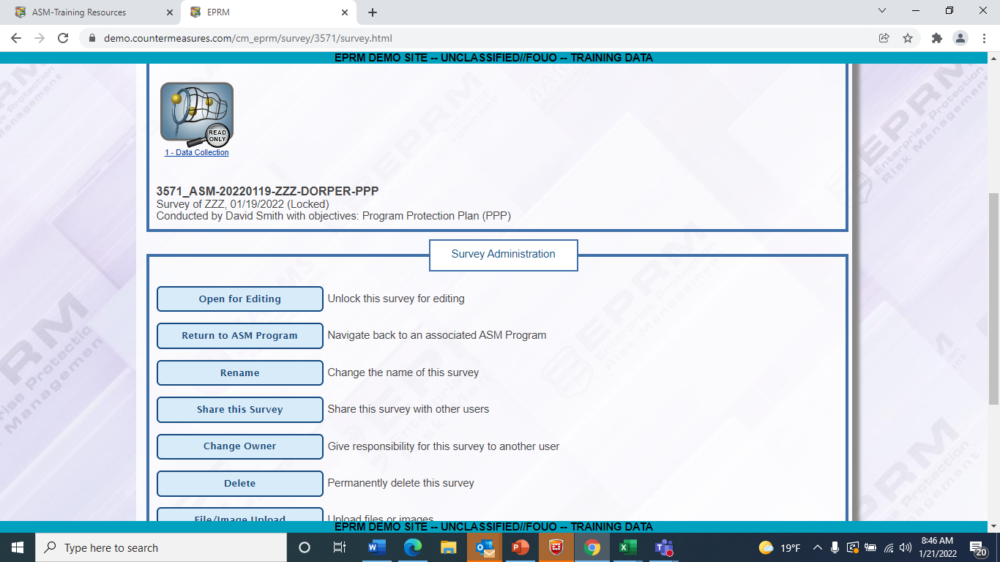 ASM-Training Resources
EPRM
demo.countermeasures.com/cm_eprm/survey/3571/survey.html
EPRM DEMO SITE -- UNCLASSIFIED//FOUO -- TRAINING DATA
READ
ONLY
1 - Data Collection
3571_ASM-20220119-ZZZ-DORPER-PPP
Survey of ZZZ, 01/19/2022 (Locked)
Conducted by David Smith with objectives: Program Protection Plan (PPP)
Survey Administration
Open for Editing Unlock this survey for editing
Return to ASM Program Navigate back to an associated ASM Program
Rename Change the name of this survey
Share this Survey Share this survey with other users
Change Owner Give responsibility for this survey to another user
Delete Permanently delete this survey
File/Image Upload Upload files or images
EPRM DEMO SITE -- UNCLASSIFIED//FOUO -- TRAINING DATA
EPRM
Enterprise Protection
Risk Management
Type here to search
19°F
8:46 AM
1/21/2022
20